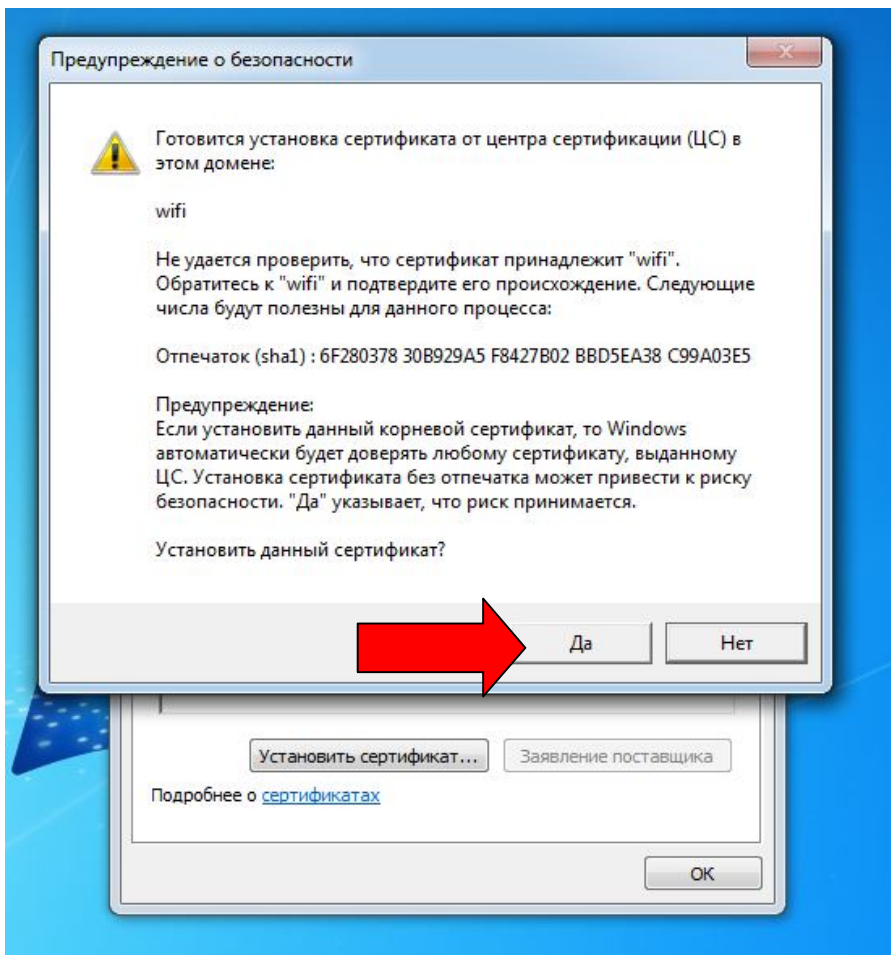 Предупреждение о безопасности
Готовится установка сертификата от центра сертификации (ЦС) в
этом домене:
wifi
Не удается проверить, что сертификат принадлежит "wifi".
Обратитесь к "wifi" и подтвердите его происхождение. Следующие
числа будут полезны для данного процесса:
Отпечаток (sha1) : 6F280378 30B929A5 F8427B02 BBD5EA38 C99A03E5
Предупреждение:
Если установить данный корневой сертификат, то Windows
автоматически будет доверять любому сертификату, выданному
ЦС. Установка сертификата без отпечатка может привести к риску
безопасности. "Да" указывает, что риск принимается.
Установить данный сертификат?
Да Нет
Установить сертификат... Заявление поставщика
Подробнее о сертификатах
ОК